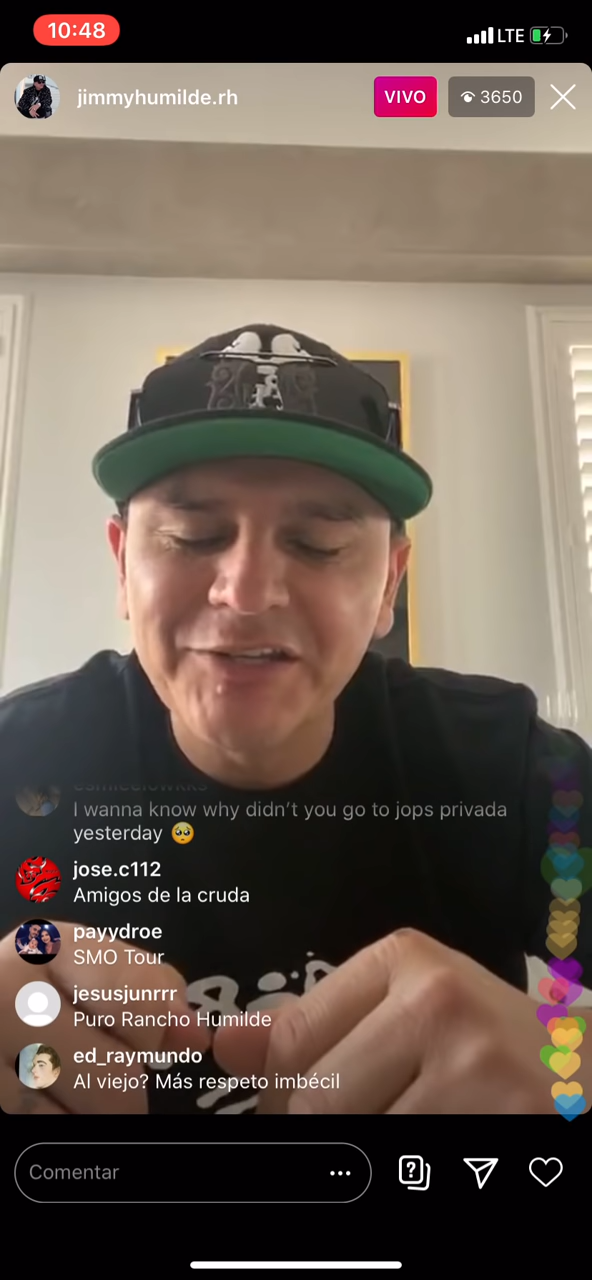 10:48
LTE
jimmyhumilde.rh
VIVO
3650
I wanna know why didn't you go to jops privada
yesterday 🥺
jose.c112
Amigos de la cruda
payydroe
SMO Tour
jesusjunrrr
Puro Rancho Humilde
ed_raymundo
Al viejo? Más respeto imbécil
Comentar